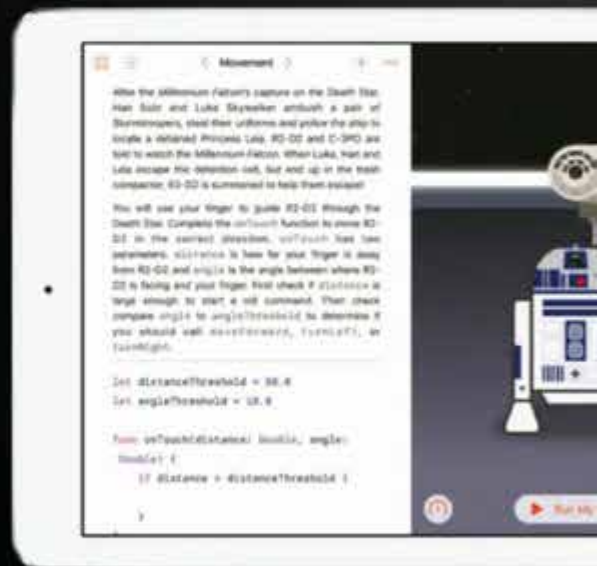 Movement
After the Millennium Falcon's capture on the Death Star,
Han Solo and Luke Skywalker ambush a pair of
Stormtroopers, steal their uniforms and police the ship to
locate a detained Princess Leia. R2-D2 and C-3PO are
told to watch the Millennium Falcon. When Luke, Han and
Leia escape the detention cell, but end up in the trash
compactor, R2-D2 is summoned to help them escape!
You will use your finger to guide R2-D2 through the
Death Star. Complete the onTouch function to move R2-
D2 in the correct direction. onTouch has two
parameters. distance is how far your finger is away
from R2-D2 and angle is the angle between where R2-
D2 is facing and your finger. First check if distance is
large enough to start a roll command. Then check
compare angle to angleThreshold to determine if
you should call moveForward, turnLeft, or
turnRight.
let distanceThreshold = 50.0
let angleThreshold = 10.0
func onTouch(distance: Double, angle:
Double) {
if distance > distanceThreshold {
}
Run My